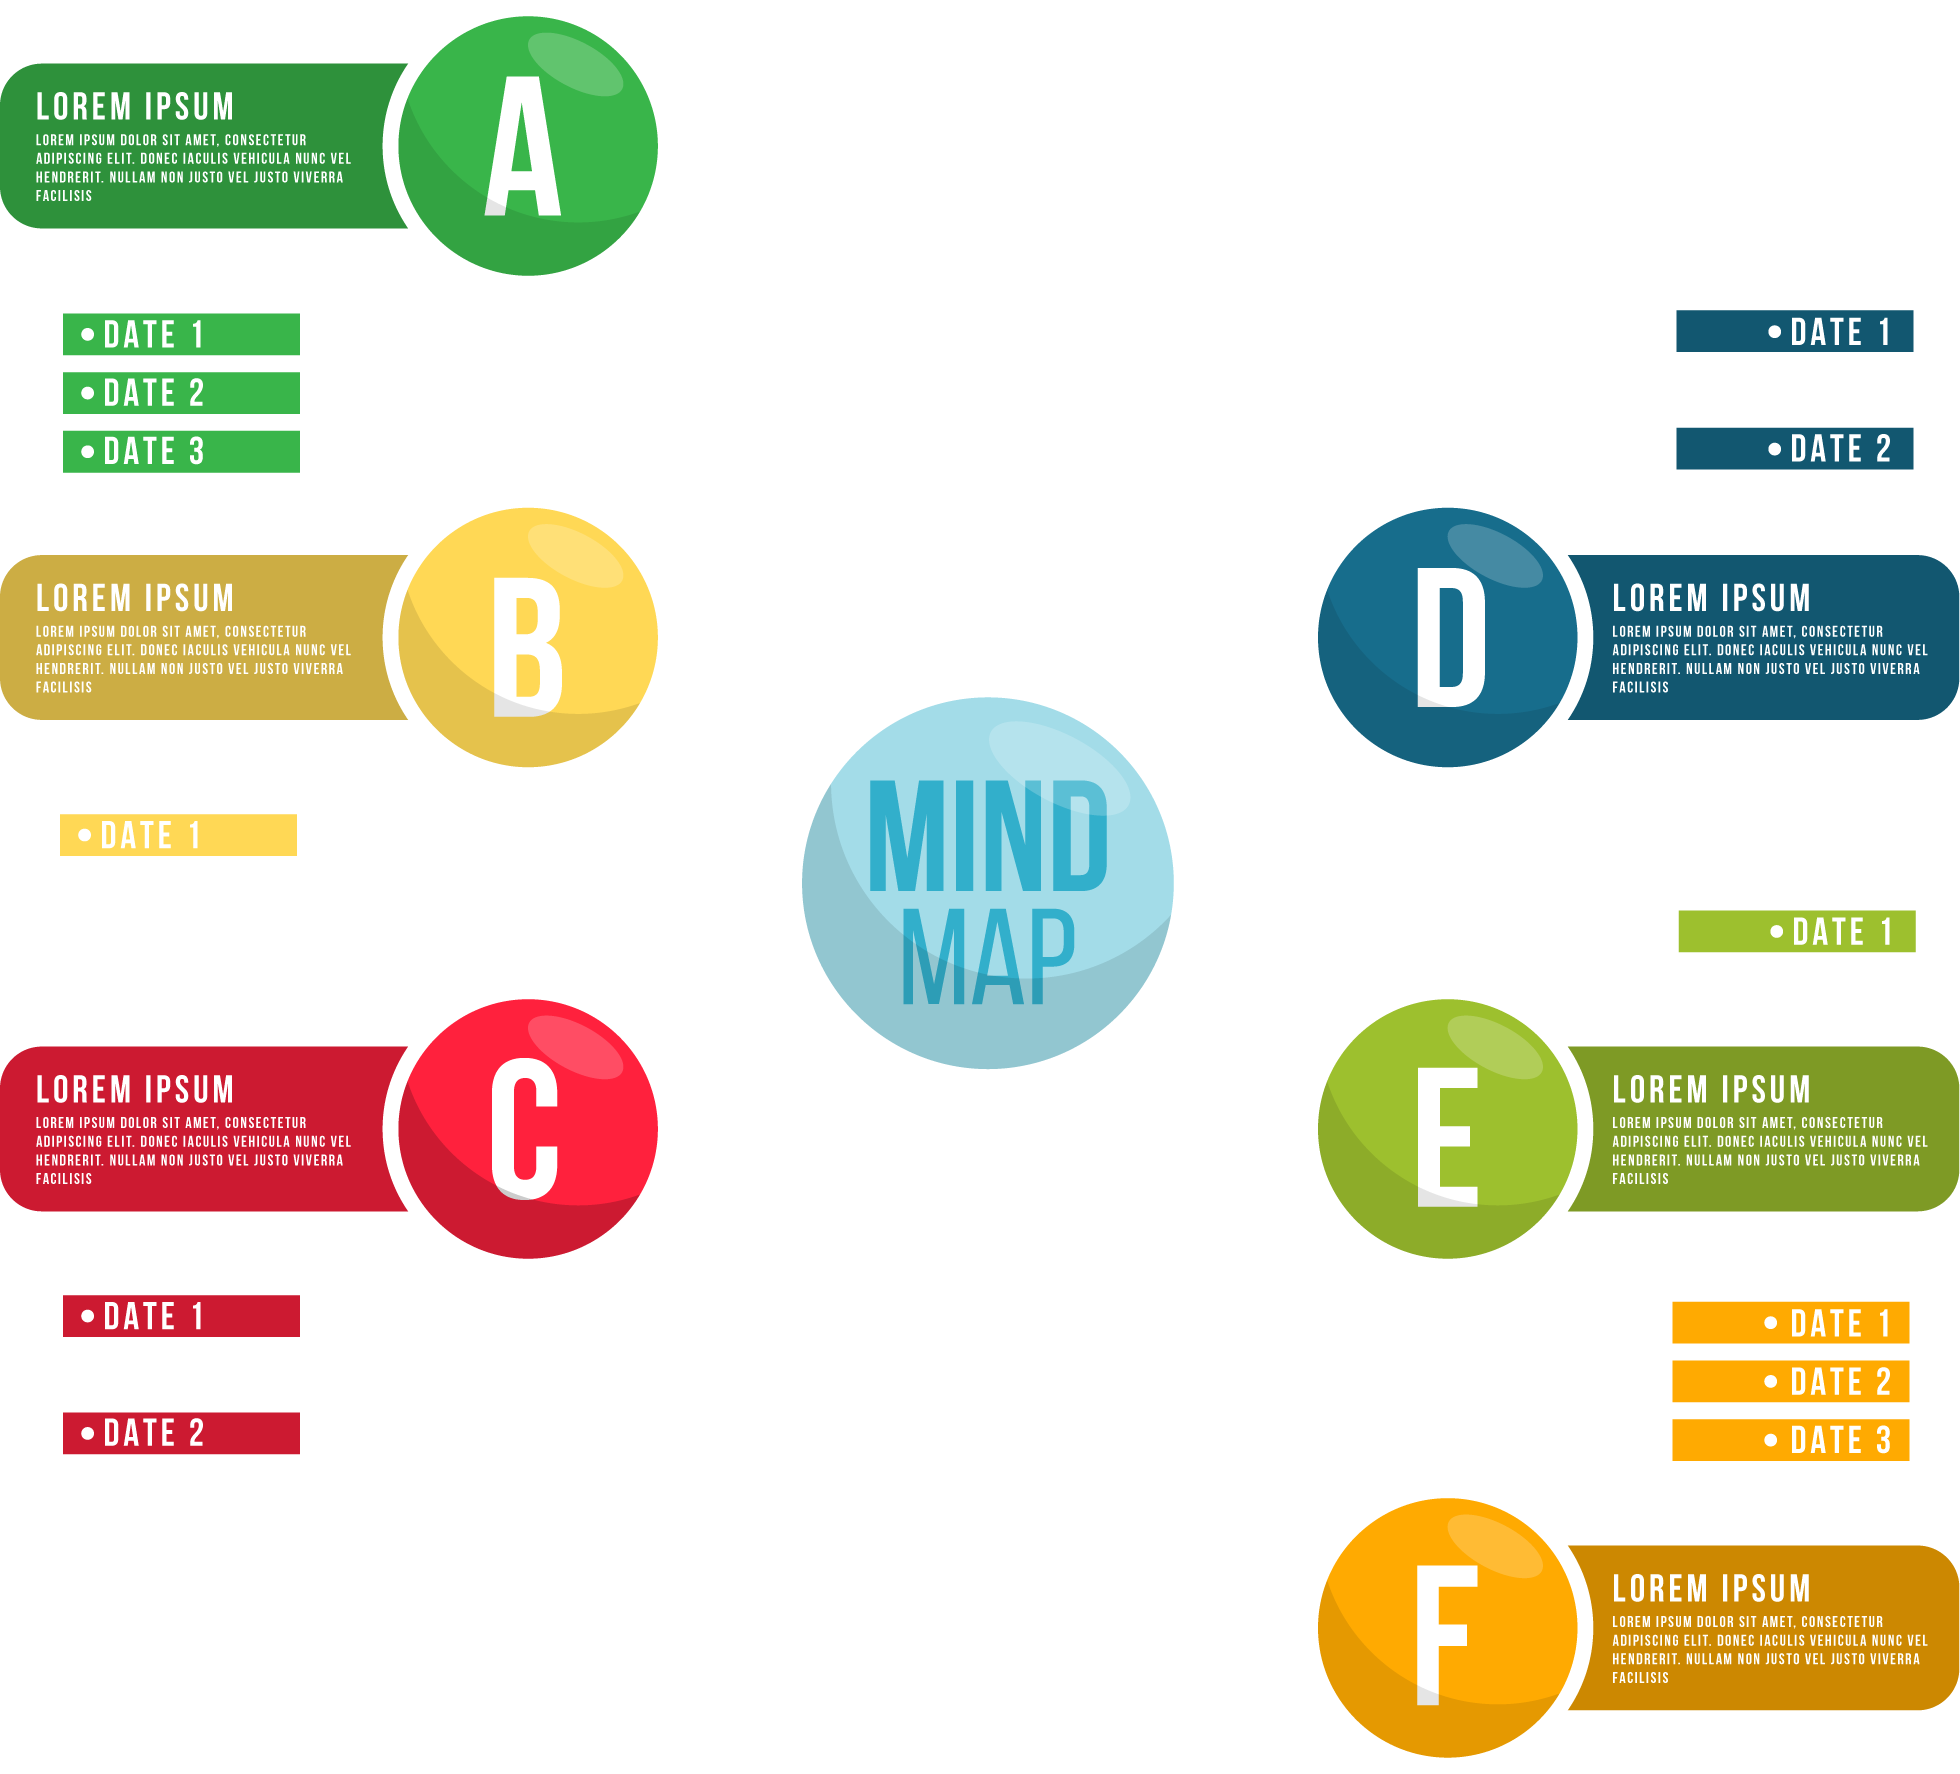 A
LOREM IPSUM
LOREM IPSUM DOLOR SIT AMET, CONSECTETUR
ADIPISCING ELIT. DONEC IACULIS VEHICULA NUNC VEL
HENDRERIT. NULLAM NON JUSTO VEL JUSTO VIVERRA
FACILISIS
DATE 1
DATE 2
DATE 3
B
LOREM IPSUM
LOREM IPSUM DOLOR SIT AMET, CONSECTETUR
ADIPISCING ELIT. DONEC IACULIS VEHICULA NUNC VEL
HENDRERIT. NULLAM NON JUSTO VEL JUSTO VIVERRA
FACILISIS
DATE 1
C
LOREM IPSUM
LOREM IPSUM DOLOR SIT AMET, CONSECTETUR
ADIPISCING ELIT. DONEC IACULIS VEHICULA NUNC VEL
HENDRERIT. NULLAM NON JUSTO VEL JUSTO VIVERRA
FACILISIS
DATE 1
DATE 2
MIND
MAP
DATE 1
DATE 2
D
LOREM IPSUM
LOREM IPSUM DOLOR SIT AMET, CONSECTETUR
ADIPISCING ELIT. DONEC IACULIS VEHICULA NUNC VEL
HENDRERIT. NULLAM NON JUSTO VEL JUSTO VIVERRA
FACILISIS
DATE 1
E
LOREM IPSUM
LOREM IPSUM DOLOR SIT AMET, CONSECTETUR
ADIPISCING ELIT. DONEC IACULIS VEHICULA NUNC VEL
HENDRERIT. NULLAM NON JUSTO VEL JUSTO VIVERRA
FACILISIS
DATE 1
DATE 2
DATE 3
F
LOREM IPSUM
LOREM IPSUM DOLOR SIT AMET, CONSECTETUR
ADIPISCING ELIT. DONEC IACULIS VEHICULA NUNC VEL
HENDRERIT. NULLAM NON JUSTO VEL JUSTO VIVERRA
FACILISIS